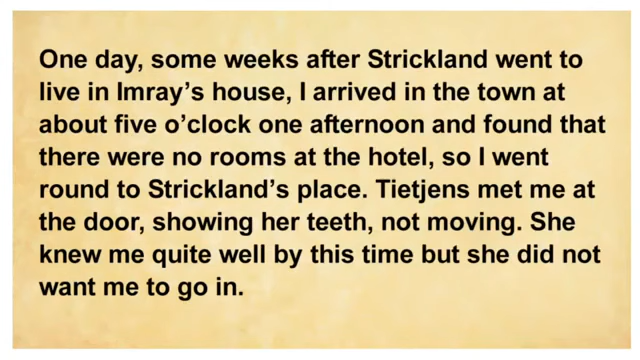 One day, some weeks after Strickland went to
live in Imray’s house, I arrived in the town at
about five o’clock one afternoon and found that
there were no rooms at the hotel, so I went
round to Strickland’s place. Tietjens met me at
the door, showing her teeth, not moving. She
knew me quite well by this time but she did not
want me to go in.